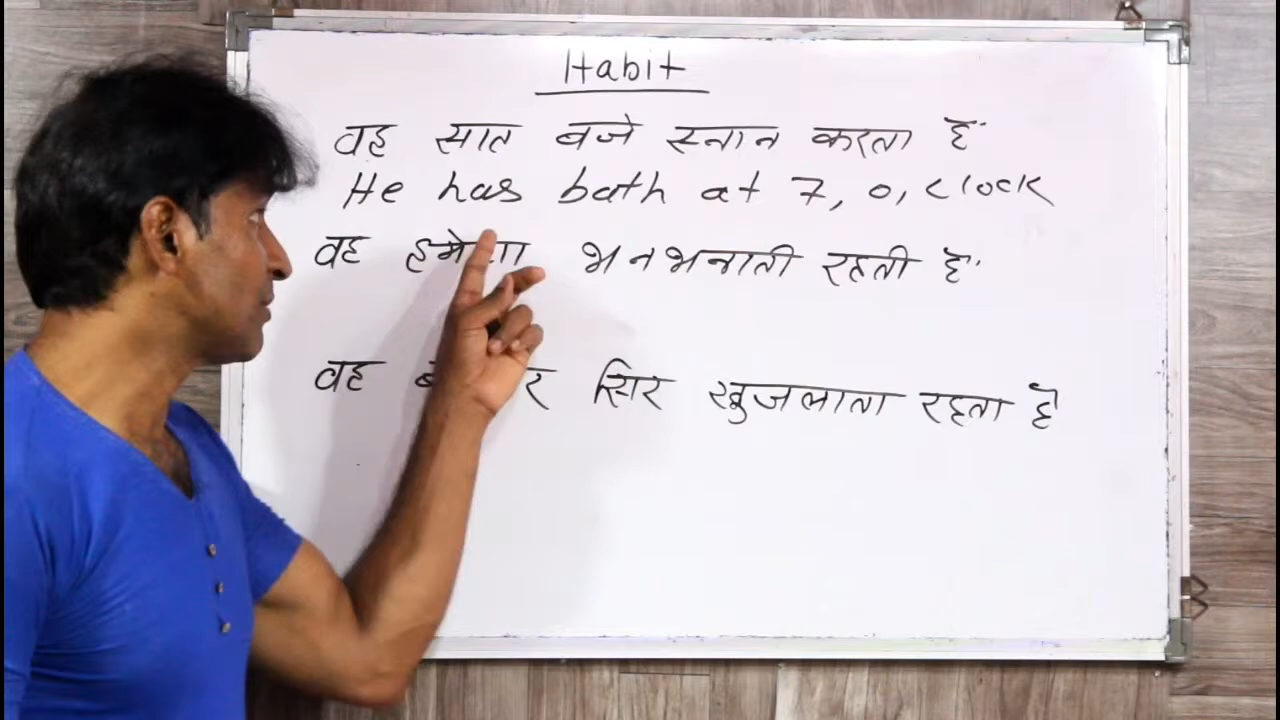 Habit
वह सात बजे स्नान करता है
He has bath at 7, o, clock
वह भनभनाती रहती है
वह सिर खुजलाता रहता है